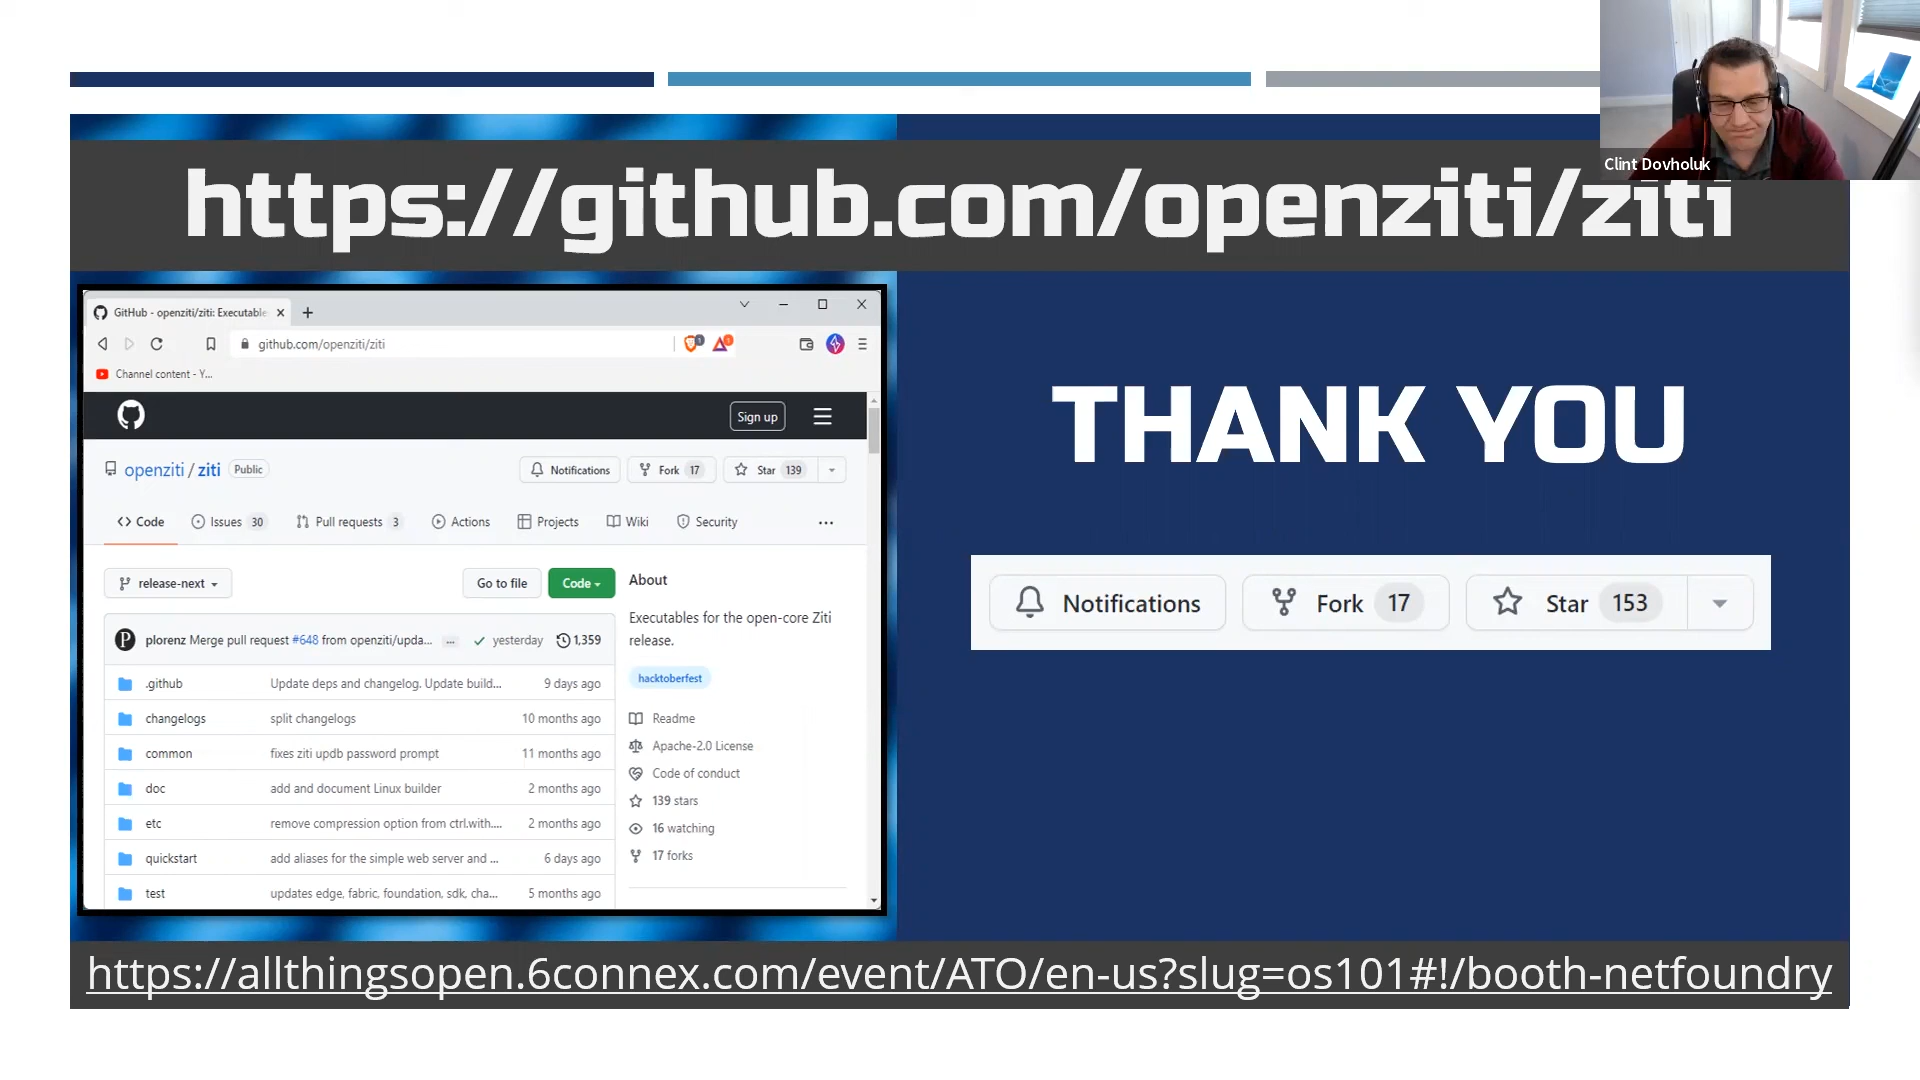 Clint Dovholuk
https://github.com/openziti/ziti
GitHub - openziti/ziti: Executable
github.com/openziti/ziti
Channel content - Y...
Sign up
openziti / ziti Public
Notifications Fork 17 Star 139
Code Issues 30 Pull requests 3 Actions Projects Wiki Security ...
release-next Go to file Code
plorenz Merge pull request #648 from openziti/upda... ... yesterday 1,359
.github Update deps and changelog. Update build... 9 days ago
changelogs split changelogs 10 months ago
common fixes ziti updb password prompt 11 months ago
doc add and document Linux builder 2 months ago
etc remove compression option from ctrl.with.... 2 months ago
quickstart add aliases for the simple web server and ... 6 days ago
test updates edge, fabric, foundation, sdk, cha... 5 months ago
About
Executables for the open-core Ziti
release.
hacktoberfest
Readme
Apache-2.0 License
Code of conduct
139 stars
16 watching
17 forks
THANK YOU
Notifications Fork 17 Star 153
https://allthingsopen.6connex.com/event/ATO/en-us?slug=os101#!/booth-netfoundry